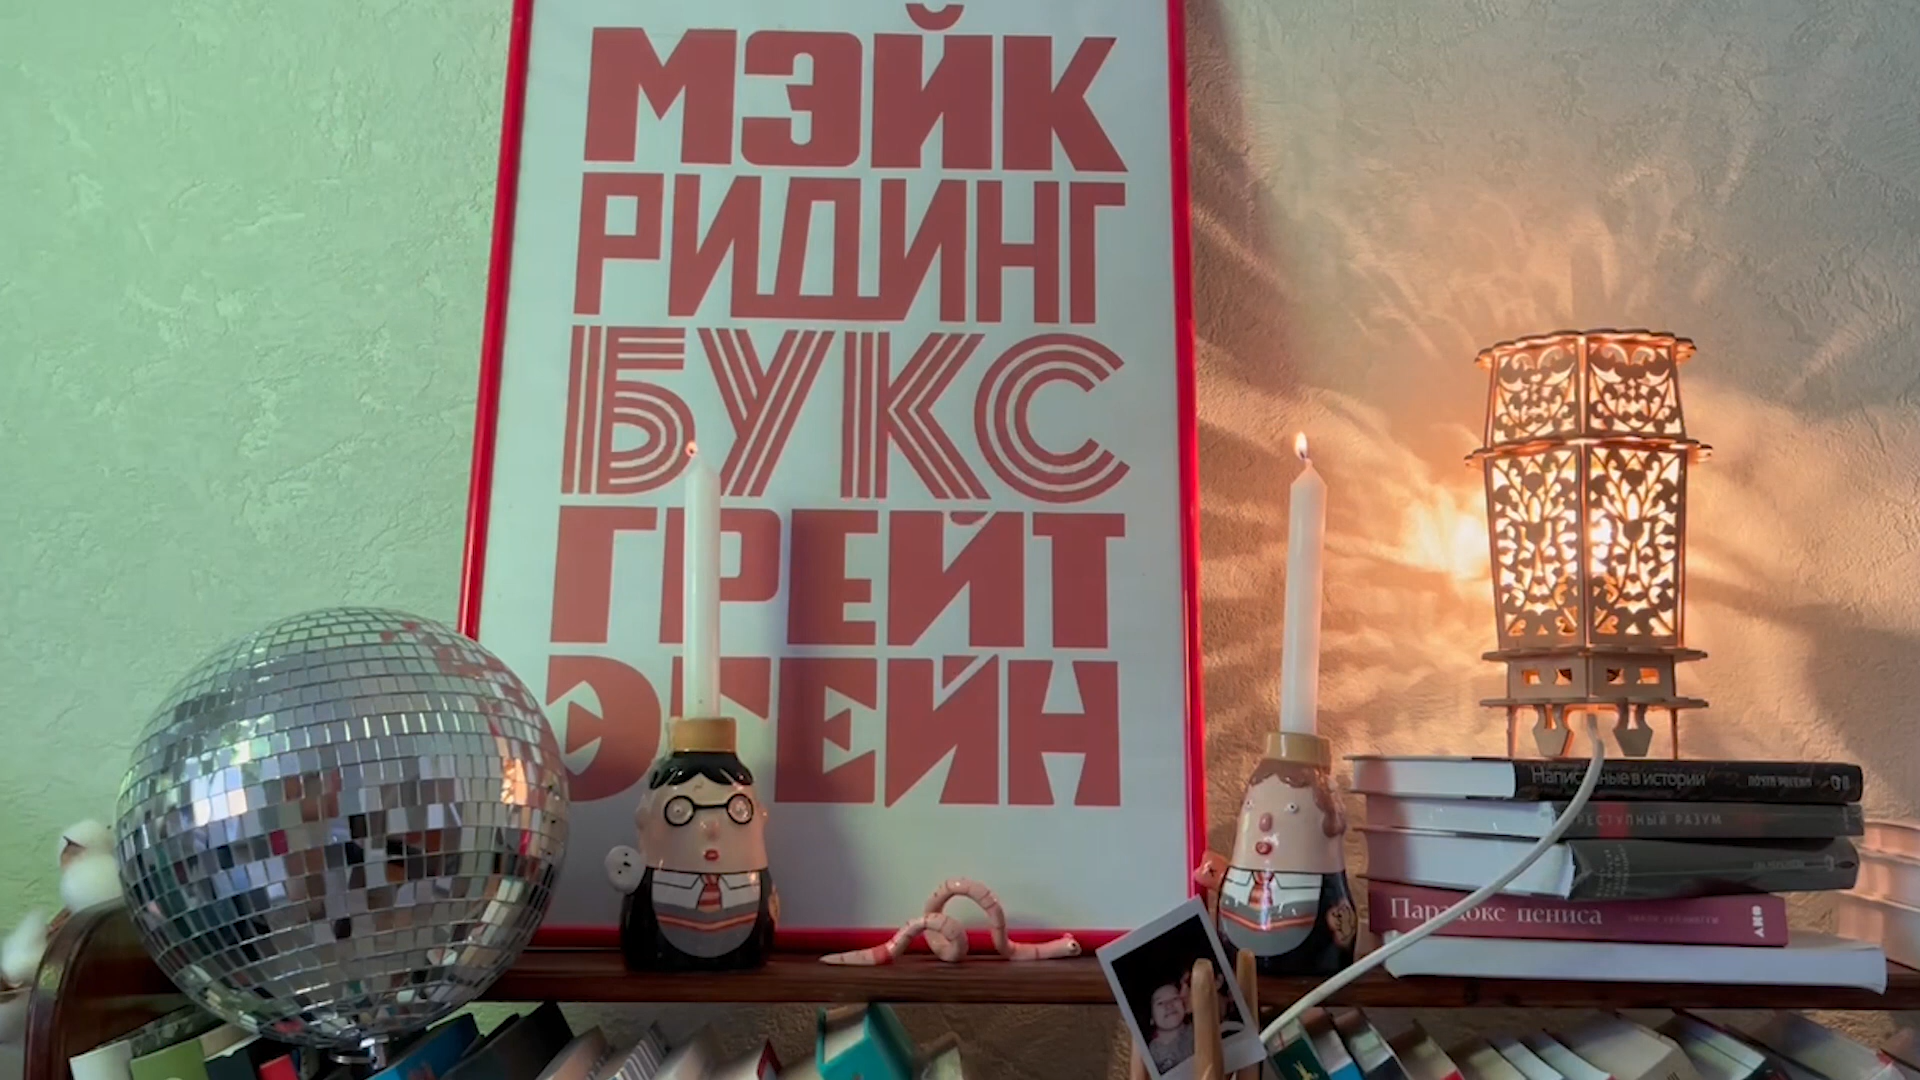 МЭЙК
РИДИНГ
БУКС
ГРЕЙТ
ЭГЕЙН
Написанные в истории
ПРЕСТУПНЫЙ РАЗУМ
Парадокс пениса